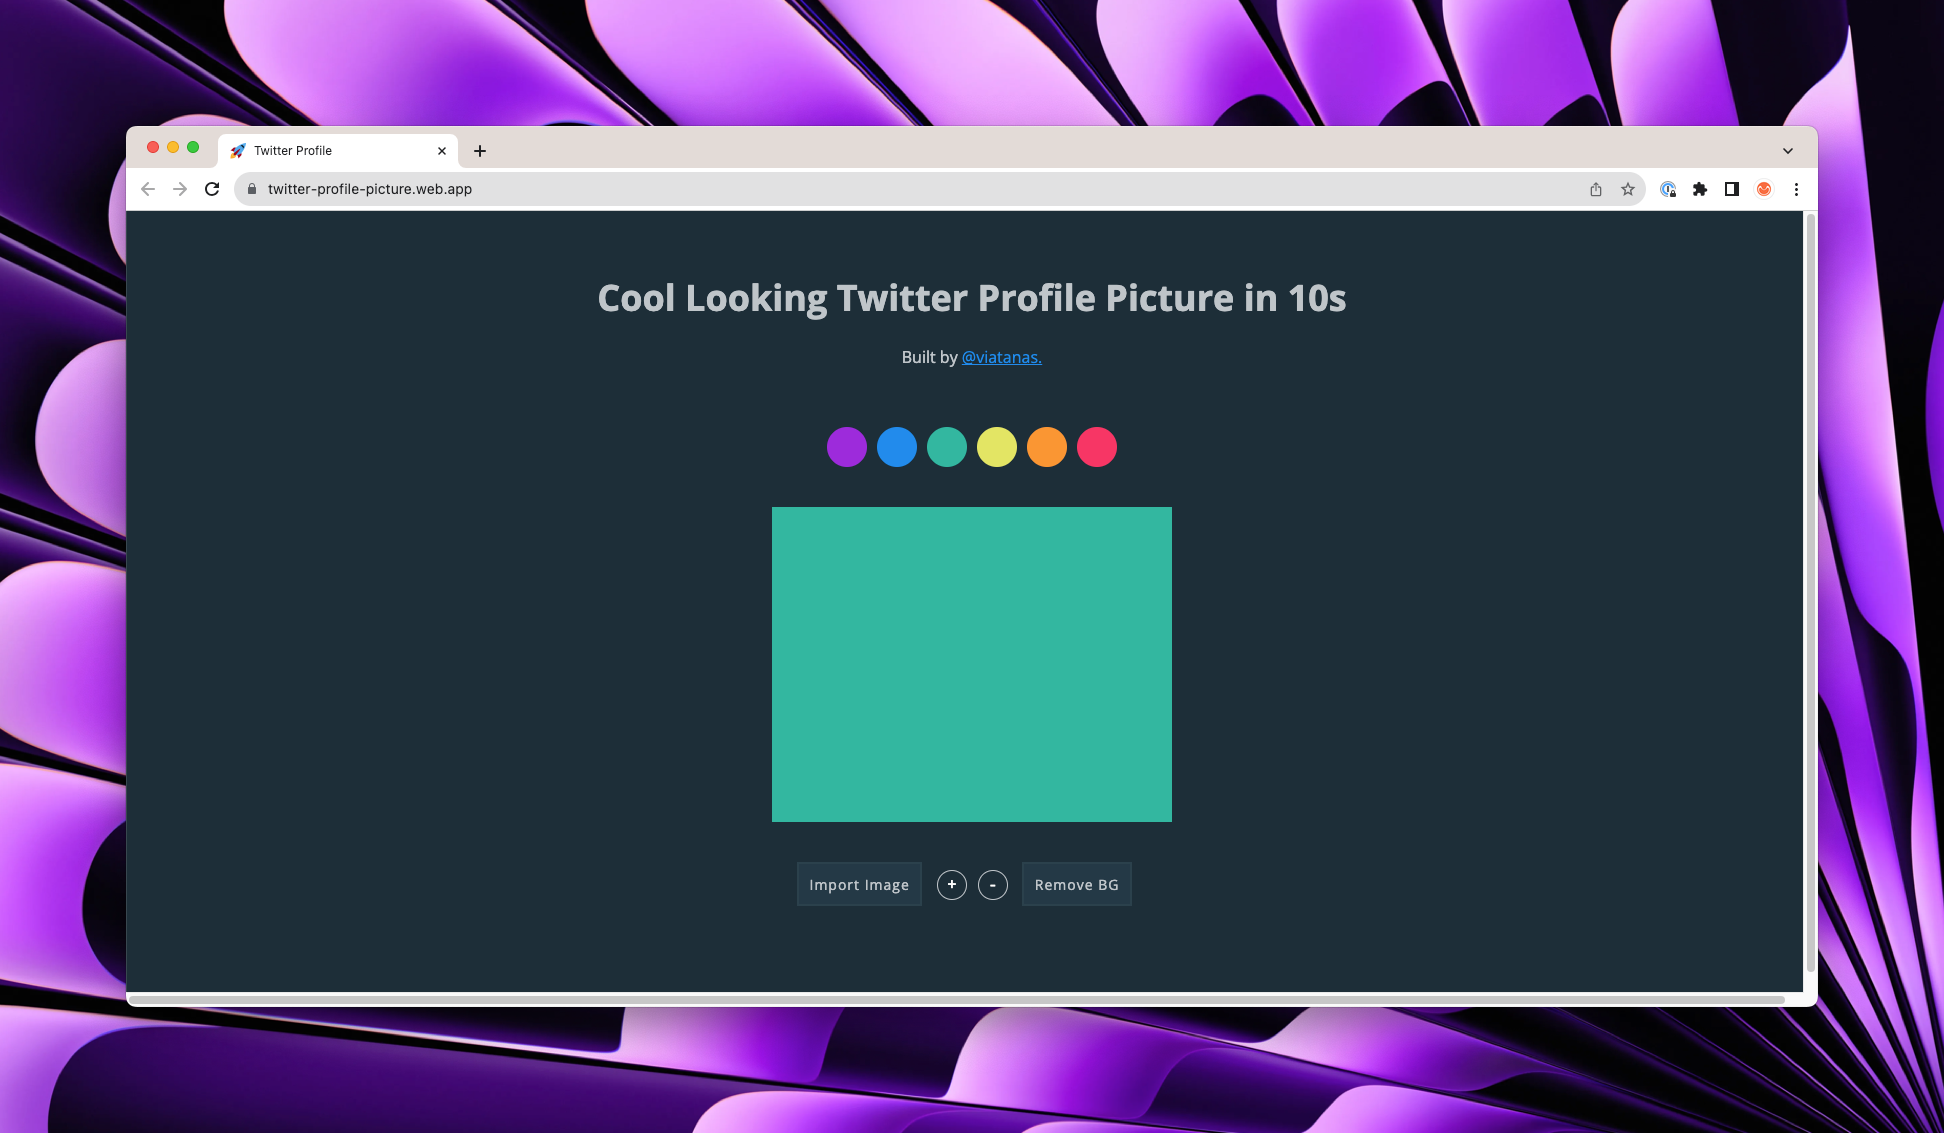 Twitter Profile
twitter-profile-picture.web.app
Cool Looking Twitter Profile Picture in 10s
Built by @viatanas.
Import Image + - Remove BG